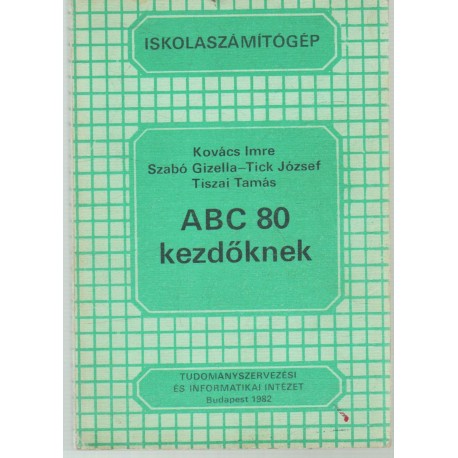 ISKOLASZÁMÍTÓGÉP
Kovács Imre
Szabó Gizella–Tick József
Tiszai Tamás
ABC 80
kezdőknek
TUDOMÁNYSZERVEZÉSI
ÉS INFORMATIKAI INTÉZET
Budapest 1982